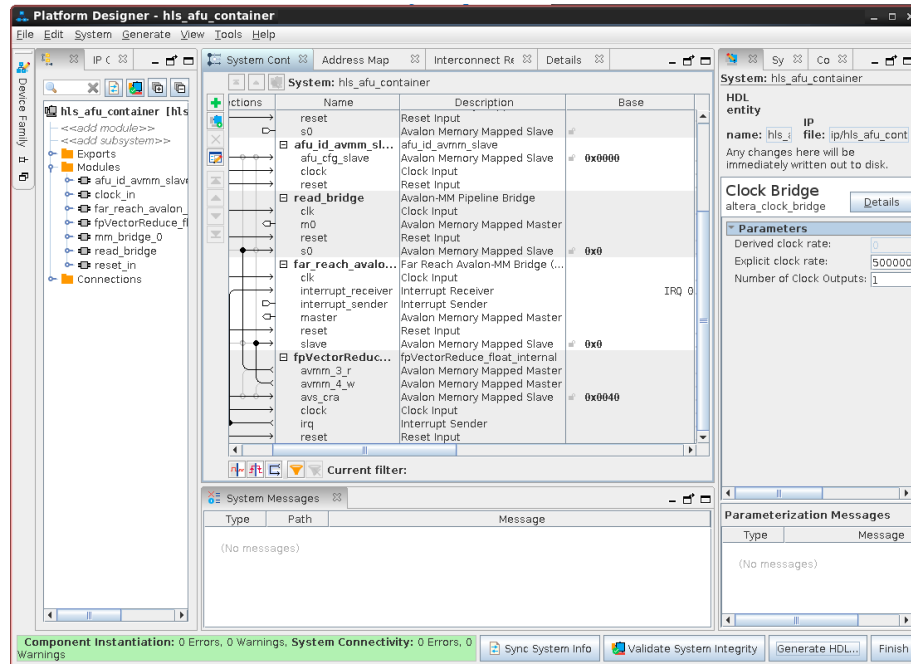 Platform Designer - hls_afu_container
File Edit System Generate View Tools Help
IP C
System Cont Address Map Interconnect Re Details
Sy Co
Device Family
hls_afu_container [hls
<<add module>>
<<add subsystem>>
Exports
Modules
afu_id_avmm_slave
clock_in
far_reach_avalon_
fpVectorReduce_fl
mm_bridge_0
read_bridge
reset_in
Connections
System: hls_afu_container
ctions Name Description Base
reset Reset Input
s0 Avalon Memory Mapped Slave
afu_id_avmm_sl... afu_id_avmm_slave
afu_cfg_slave Avalon Memory Mapped Slave 0x0000
clock Clock Input
reset Reset Input
read_bridge Avalon-MM Pipeline Bridge
clk Clock Input
m0 Avalon Memory Mapped Master
reset Reset Input
s0 Avalon Memory Mapped Slave 0x0
far_reach_avalo... Far Reach Avalon-MM Bridge (...
clk Clock Input
interrupt_receiver Interrupt Receiver IRQ 0
interrupt_sender Interrupt Sender
master Avalon Memory Mapped Master
reset Reset Input
slave Avalon Memory Mapped Slave 0x0
fpVectorReduc... fpVectorReduce_float_internal
avmm_3_r Avalon Memory Mapped Master
avmm_4_w Avalon Memory Mapped Master
avs_cra Avalon Memory Mapped Slave 0x0040
clock Clock Input
irq Interrupt Sender
reset Reset Input
Current filter:
System Messages
Type Path Message
(No messages)
System: hls_afu_container
HDL
entity
IP
name: hls_a file: ip/hls_afu_cont
Any changes here will be
immediately written out to disk.
Clock Bridge
altera_clock_bridge
Details
Parameters
Derived clock rate: 0
Explicit clock rate: 500000
Number of Clock Outputs: 1
Parameterization Messages
Type Message
(No messages)
Component Instantiation: 0 Errors, 0 Warnings, System Connectivity: 0 Errors, 0
Warnings
Sync System Info Validate System Integrity Generate HDL... Finish